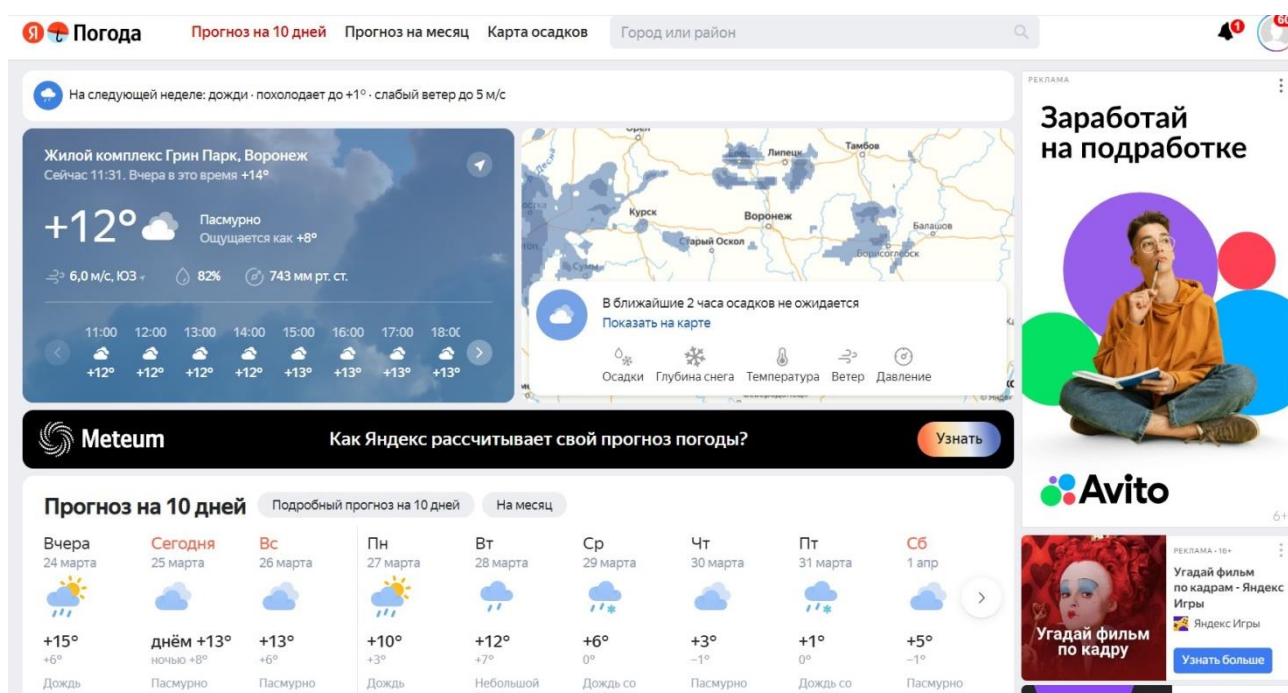 Я Погода
Прогноз на 10 дней Прогноз на месяц Карта осадков Город или район 1 60
На следующей неделе: дожди · похолодает до +1° · слабый ветер до 5 м/с
Жилой комплекс Грин Парк, Воронеж
Сейчас 11:31. Вчера в это время +14°
+12°
Пасмурно
Ощущается как +8°
6,0 м/с, ЮЗ 82% 743 мм рт. ст.
11:00 12:00 13:00 14:00 15:00 16:00 17:00 18:00
+12° +12° +12° +12° +13° +13° +13° +13°
Липецк
Тамбов
Курск
Воронеж
Балашов
Старый Оскол
Борисоглебск
Сумы
В ближайшие 2 часа осадков не ожидается
Показать на карте
Осадки Глубина снега Температура Ветер Давление
Meteum Как Яндекс рассчитывает свой прогноз погоды? Узнать
Прогноз на 10 дней Подробный прогноз на 10 дней На месяц
Вчера Сегодня Вс Пн Вт Ср Чт Пт Сб
24 марта 25 марта 26 марта 27 марта 28 марта 29 марта 30 марта 31 марта 1 апр
+15° днём +13° +13° +10° +12° +6° +3° +1° +5°
+6° ночью +8° +6° +3° +7° 0° −1° 0° −1°
Дождь Пасмурно Пасмурно Дождь Небольшой Дождь со Пасмурно Дождь со Пасмурно
РЕКЛАМА
Заработай
на подработке
Avito
6+
Угадай фильм
по кадру
РЕКЛАМА • 16+
Угадай фильм
по кадрам - Яндекс
Игры
Яндекс Игры
Узнать больше